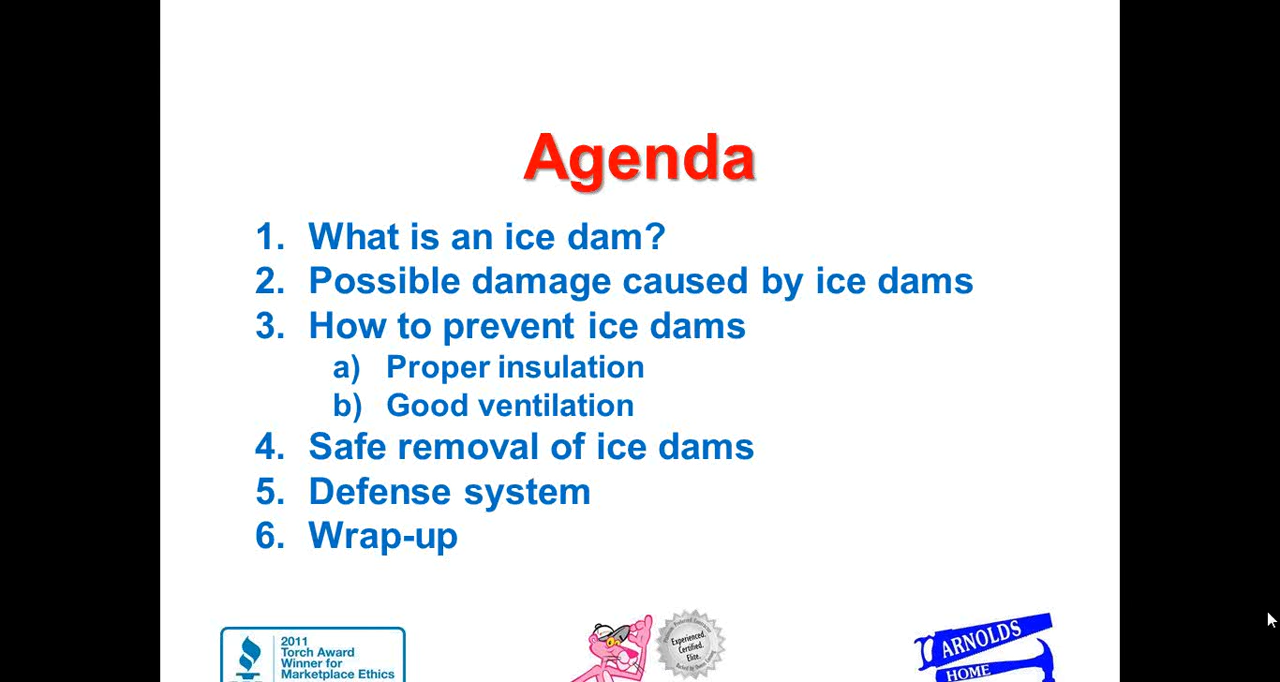 Agenda
1. What is an ice dam?
2. Possible damage caused by ice dams
3. How to prevent ice dams
a) Proper insulation
b) Good ventilation
4. Safe removal of ice dams
5. Defense system
6. Wrap-up
2011
Torch Award
Winner for
Marketplace Ethics
Experienced.
Certified.
Elite.
ARNOLDS
HOME